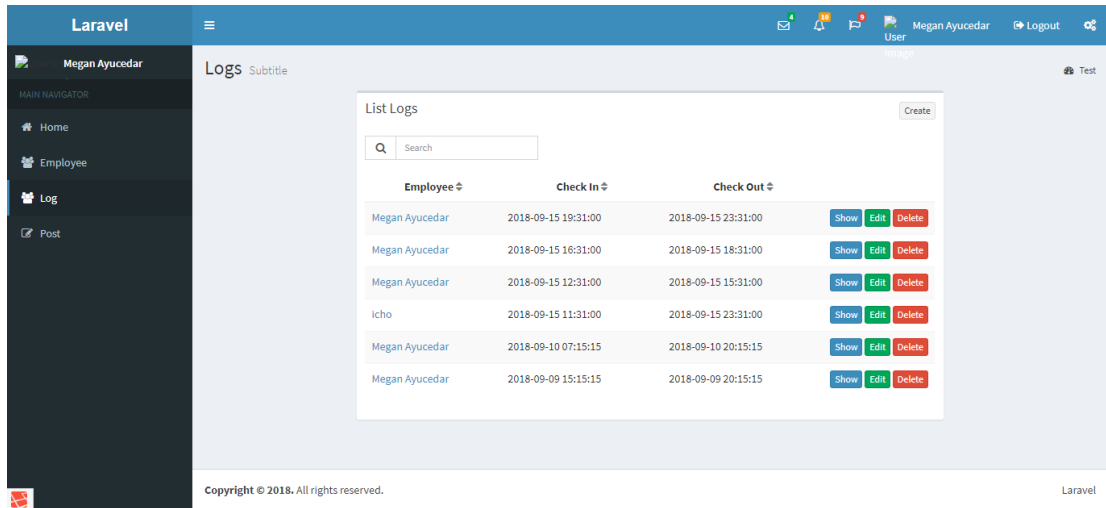 Laravel
4 10 9 User Image Megan Ayucedar Logout
Megan Ayucedar
MAIN NAVIGATOR
Home
Employee
Log
Post
Logs Subtitle
Test
List Logs
Create
Search
Employee Check In Check Out
Megan Ayucedar 2018-09-15 19:31:00 2018-09-15 23:31:00 Show Edit Delete
Megan Ayucedar 2018-09-15 16:31:00 2018-09-15 18:31:00 Show Edit Delete
Megan Ayucedar 2018-09-15 12:31:00 2018-09-15 15:31:00 Show Edit Delete
icho 2018-09-15 11:31:00 2018-09-15 23:31:00 Show Edit Delete
Megan Ayucedar 2018-09-10 07:15:15 2018-09-10 20:15:15 Show Edit Delete
Megan Ayucedar 2018-09-09 15:15:15 2018-09-09 20:15:15 Show Edit Delete
Copyright © 2018. All rights reserved.
Laravel